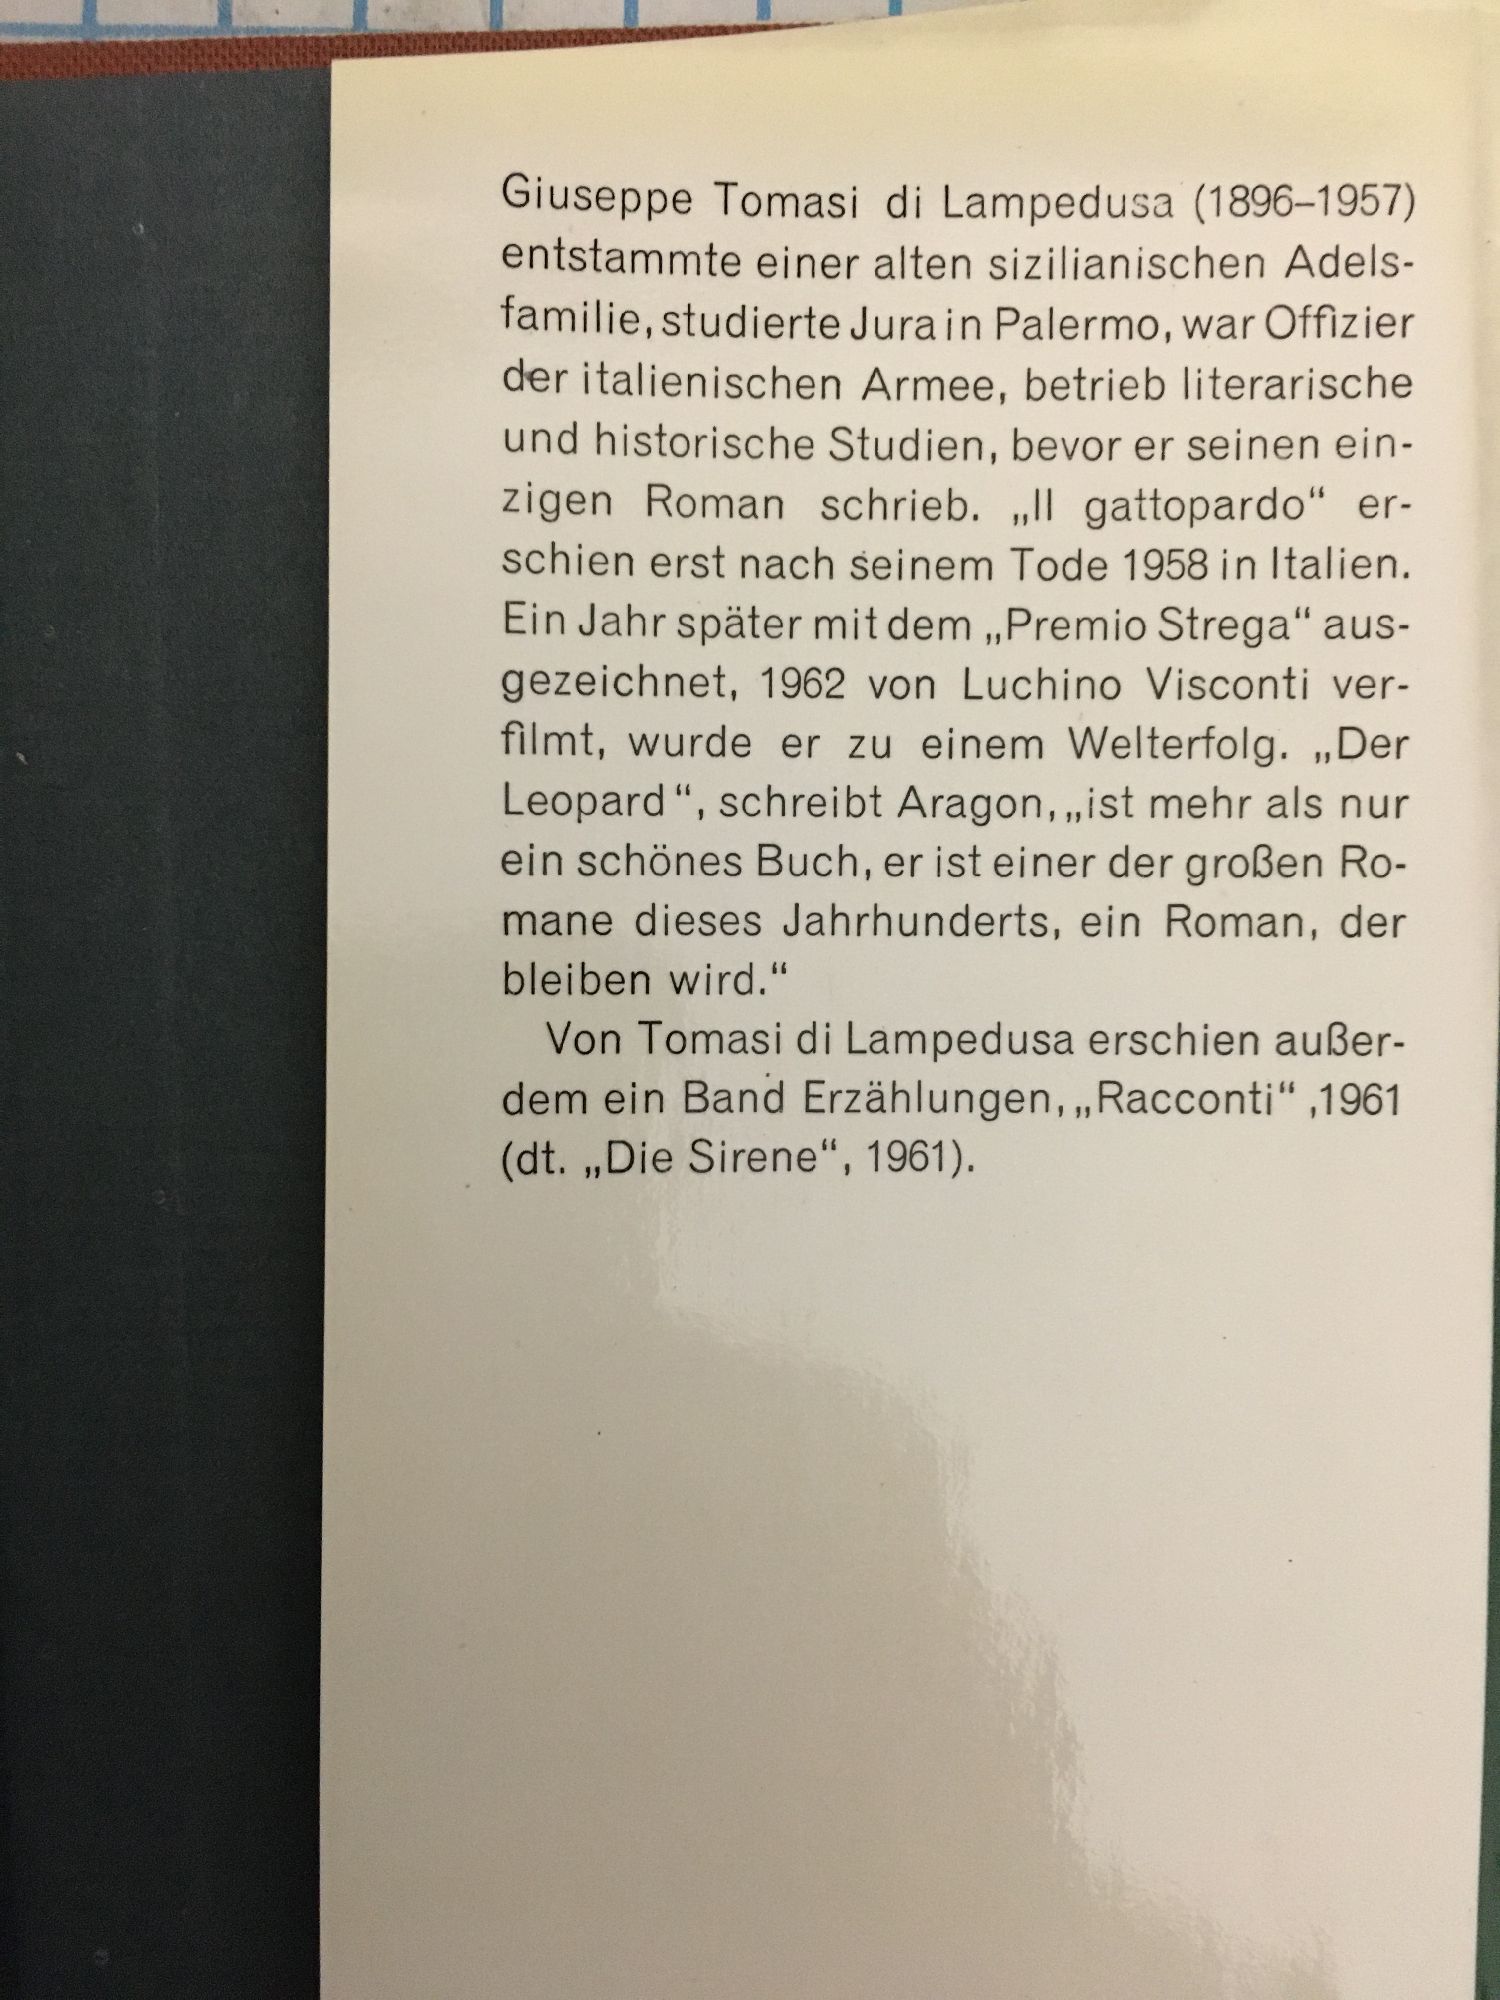 Giuseppe Tomasi di Lampedusa (1896–1957)
entstammte einer alten sizilianischen Adels-
familie, studierte Jura in Palermo, war Offizier
der italienischen Armee, betrieb literarische
und historische Studien, bevor er seinen ein-
zigen Roman schrieb. „Il gattopardo“ er-
schien erst nach seinem Tode 1958 in Italien.
Ein Jahr später mit dem „Premio Strega“ aus-
gezeichnet, 1962 von Luchino Visconti ver-
filmt, wurde er zu einem Welterfolg. „Der
Leopard“, schreibt Aragon, „ist mehr als nur
ein schönes Buch, er ist einer der großen Ro-
mane dieses Jahrhunderts, ein Roman, der
bleiben wird.“
Von Tomasi di Lampedusa erschien außer-
dem ein Band Erzählungen, „Racconti“ ,1961
(dt. „Die Sirene“, 1961).